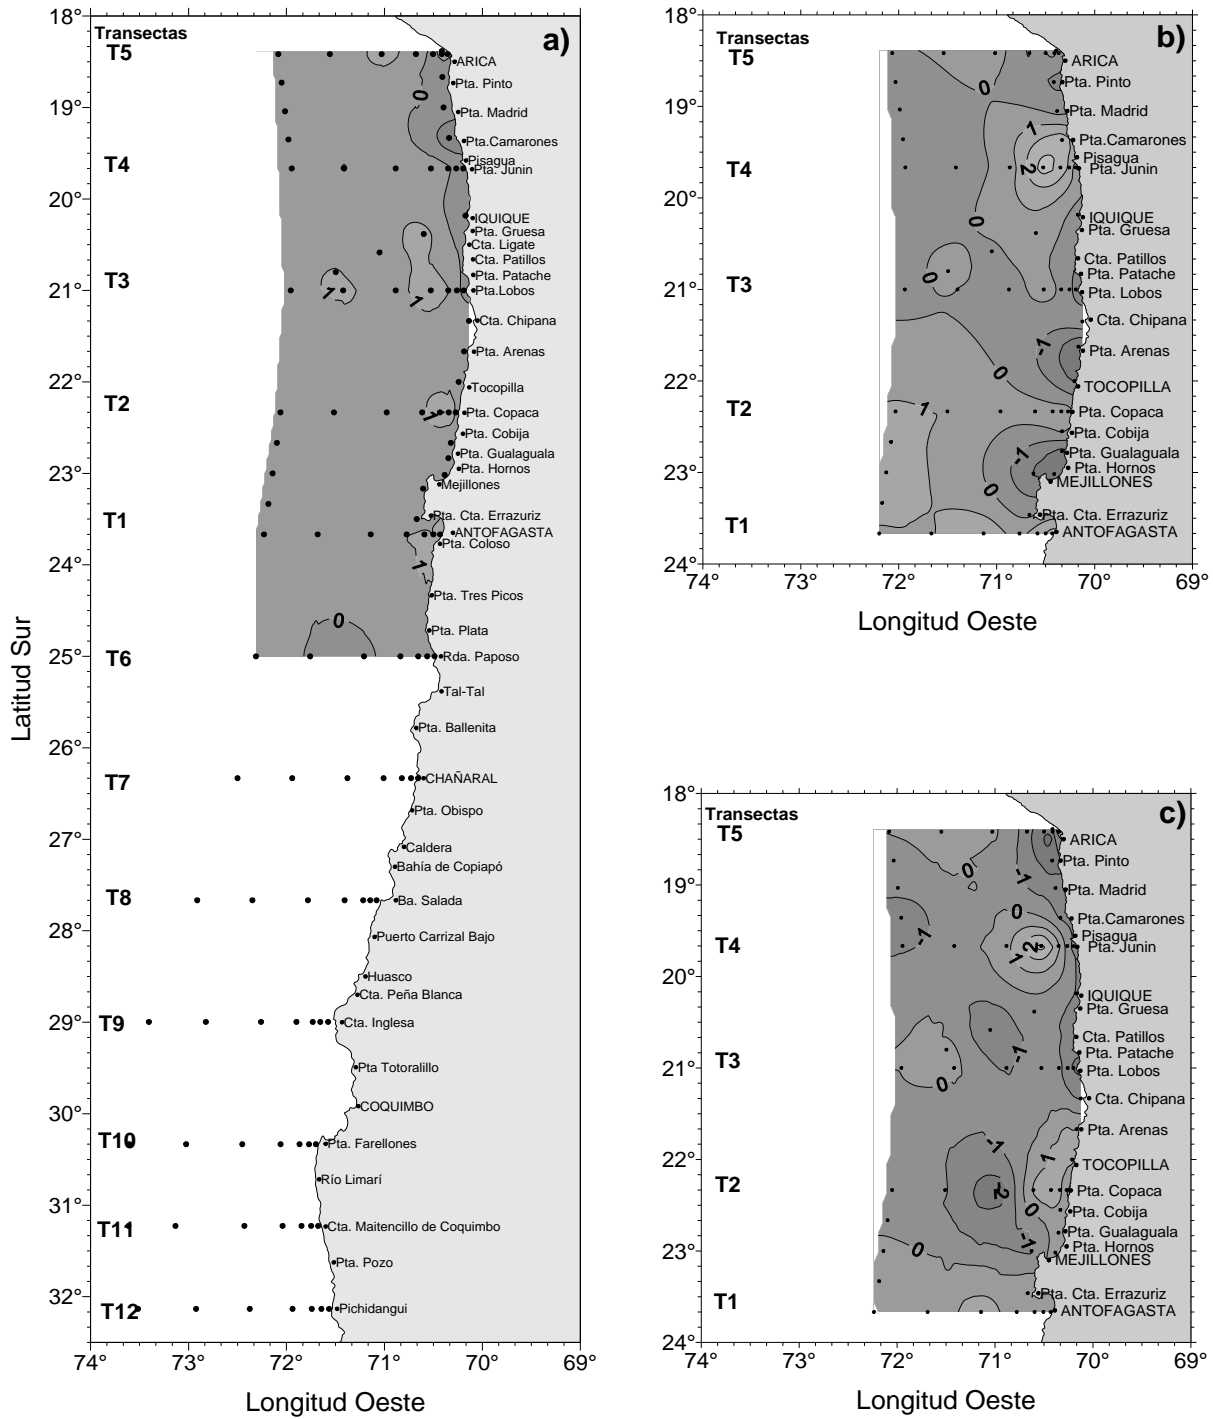 a)
18°
Transectas
T5
ARICA
Pta. Pinto
19°
Pta. Madrid
0
Pta.Camarones
T4
Pisagua
Pta. Junin
20°
IQUIQUE
Pta. Gruesa
Cta. Ligate
Cta. Patillos
T3
Pta. Patache
21°
1
1
Pta.Lobos
Cta. Chipana
Pta. Arenas
22°
Tocopilla
T2
1
Pta. Copaca
Pta. Cobija
Pta. Gualaguala
23°
Pta. Hornos
Mejillones
T1
Pta. Cta. Errazuriz
ANTOFAGASTA
Pta. Coloso
24°
1
Pta. Tres Picos
0
Pta. Plata
25°
T6
Rda. Paposo
Tal-Tal
Pta. Ballenita
26°
T7
CHAÑARAL
Pta. Obispo
27°
Caldera
Bahía de Copiapó
T8
Ba. Salada
28°
Puerto Carrizal Bajo
Huasco
Cta. Peña Blanca
29°
T9
Cta. Inglesa
Pta Totoralillo
30°
COQUIMBO
T10
Pta. Farellones
Río Limarí
31°
T11
Cta. Maitencillo de Coquimbo
Pta. Pozo
32°
T12
Pichidangui
74° 73° 72° 71° 70° 69°
Longitud Oeste
Latitud Sur
b)
18°
Transectas
T5
ARICA
0
Pta. Pinto
19°
Pta. Madrid
1
Pta.Camarones
Pisagua
T4
2
Pta. Junin
20°
IQUIQUE
0
Pta. Gruesa
Cta. Patillos
T3
0
Pta. Patache
21°
Pta. Lobos
Cta. Chipana
-1
Pta. Arenas
22°
0
TOCOPILLA
T2
1
Pta. Copaca
Pta. Cobija
-1
Pta. Gualaguala
23°
Pta. Hornos
0
MEJILLONES
Pta. Cta. Errazuriz
T1
ANTOFAGASTA
24°
74° 73° 72° 71° 70° 69°
Longitud Oeste
c)
18°
Transectas
T5
ARICA
0
-1
Pta. Pinto
19°
Pta. Madrid
0
Pta.Camarones
-1
Pisagua
T4
1
2
Pta. Junin
20°
IQUIQUE
Pta. Gruesa
Cta. Patillos
T3
-1
Pta. Patache
21°
0
Pta. Lobos
Cta. Chipana
-1
Pta. Arenas
22°
1
TOCOPILLA
T2
-2
Pta. Copaca
0
Pta. Cobija
-1
Pta. Gualaguala
23°
0
Pta. Hornos
MEJILLONES
T1
Pta. Cta. Errazuriz
ANTOFAGASTA
24°
74° 73° 72° 71° 70° 69°
Longitud Oeste